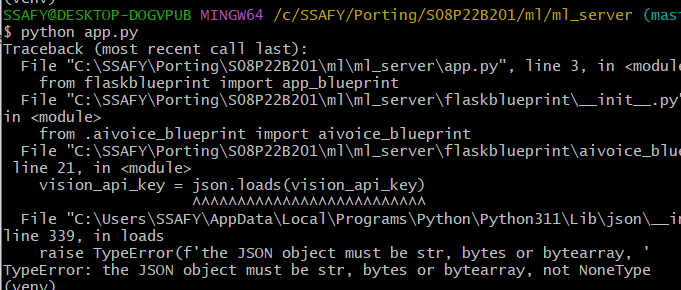 (venv)
SSAFY@DESKTOP-DOGVPUB MINGW64 /c/SSAFY/Porting/S08P22B201/ml/ml_server (mas
$ python app.py
Traceback (most recent call last):
  File "C:\SSAFY\Porting\S08P22B201\ml\ml_server\app.py", line 3, in <module
    from flaskblueprint import app_blueprint
  File "C:\SSAFY\Porting\S08P22B201\ml\ml_server\flaskblueprint\__init__.py"
in <module>
    from .aivoice_blueprint import aivoice_blueprint
  File "C:\SSAFY\Porting\S08P22B201\ml\ml_server\flaskblueprint\aivoice_blue
 line 21, in <module>
    vision_api_key = json.loads(vision_api_key)
                     ^^^^^^^^^^^^^^^^^^^^^^^^^^
  File "C:\Users\SSAFY\AppData\Local\Programs\Python\Python311\Lib\json\__in
line 339, in loads
    raise TypeError(f'the JSON object must be str, bytes or bytearray, '
TypeError: the JSON object must be str, bytes or bytearray, not NoneType
(venv)